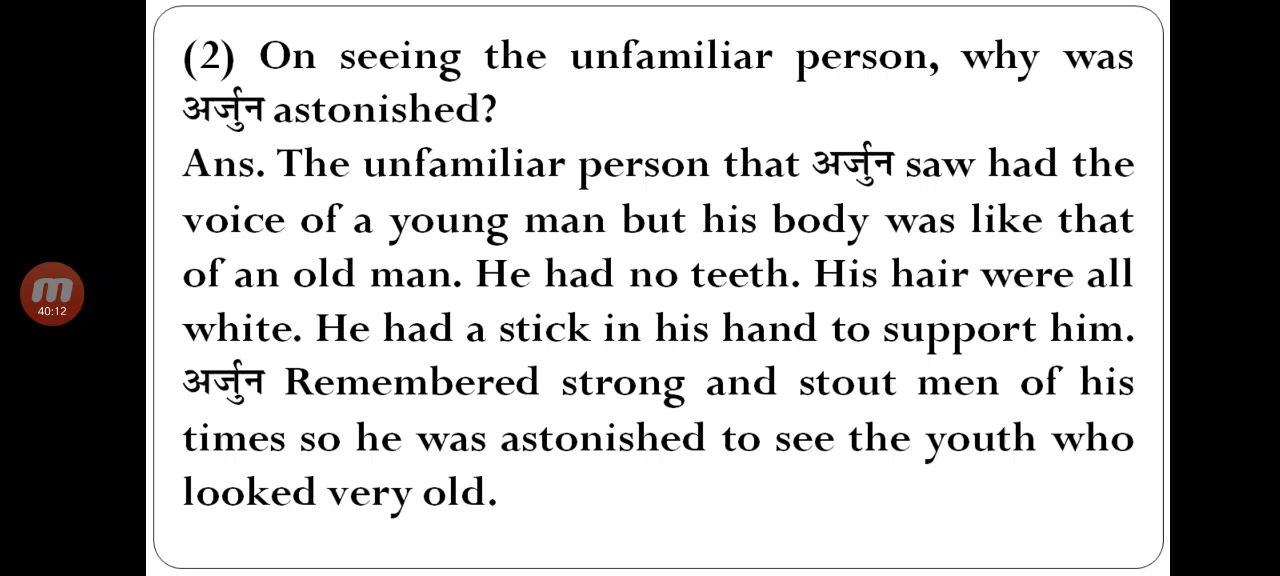 (2) On seeing the unfamiliar person, why was
अर्जुन astonished?
Ans. The unfamiliar person that अर्जुन saw had the
voice of a young man but his body was like that
of an old man. He had no teeth. His hair were all
white. He had a stick in his hand to support him.
अर्जुन Remembered strong and stout men of his
times so he was astonished to see the youth who
looked very old.
m
40:12